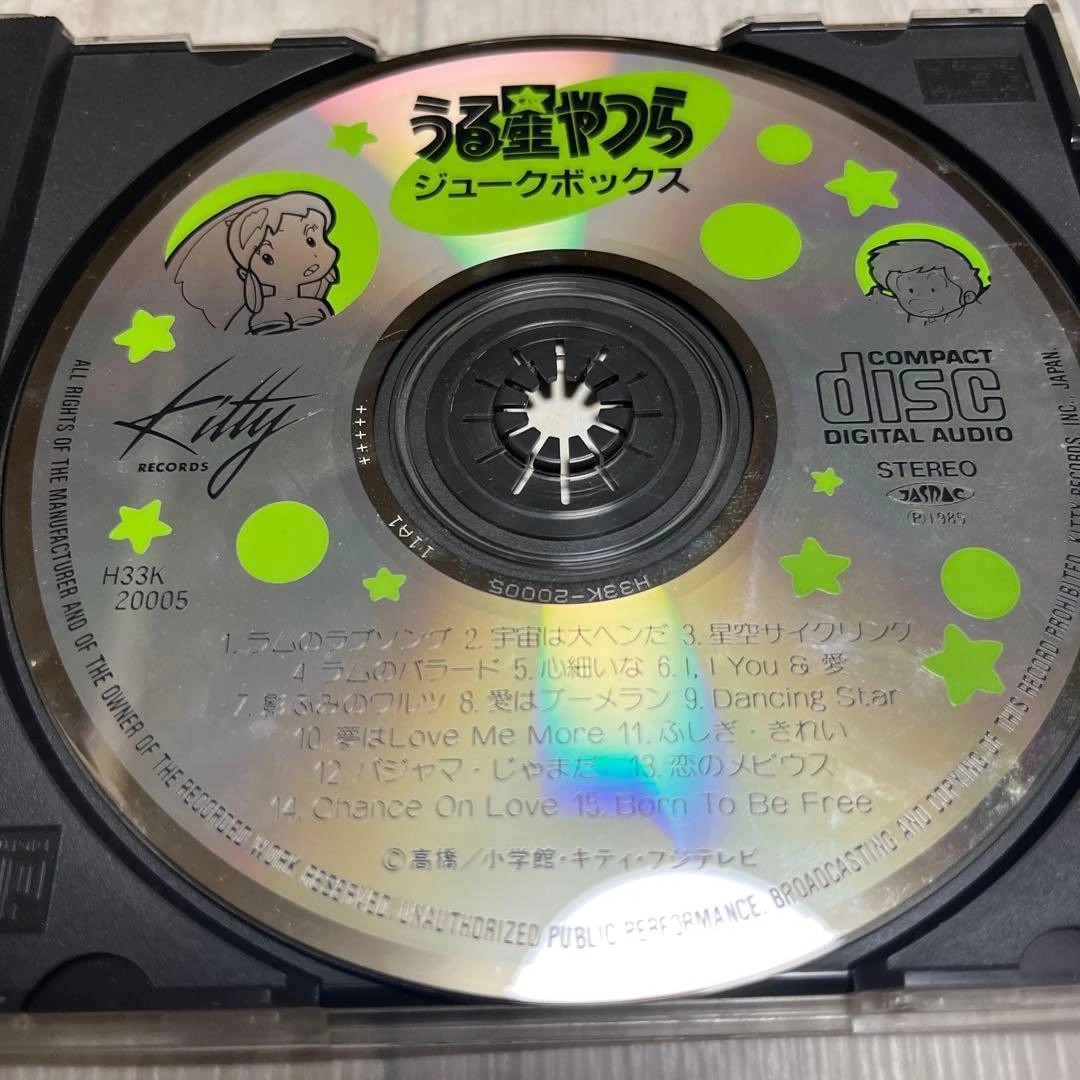 うる星やつら
せい
ジュークボックス
Kitty
RECORDS
COMPACT
disc
DIGITAL AUDIO
STEREO
JASRAC
Ⓟ1985
H33K
20005
+++++
11A1
H33K-20005
1. ラムのラブソング 2. 宇宙は大ヘンだ 3. 星空サイクリング
4. ラムのバラード 5. 心細いな 6. I, I You & 愛
7. 影ふみのワルツ 8. 愛はブーメラン 9. Dancing Star
10. 夢はLove Me More 11. ふしぎ・きれい
12. パジャマ・じゃまだ 13. 恋のメビウス
14. Chance On Love 15. Born To Be Free
©高橋/小学館・キティ・フジテレビ
ALL RIGHTS OF THE MANUFACTURER AND OF THE OWNER OF THE RECORDED WORK RESERVED. UNAUTHORIZED PUBLIC PERFORMANCE. BROADCASTING AND COPYING OF THIS RECORD PROHIBITED. KITTY RECORDS INC., JAPAN.